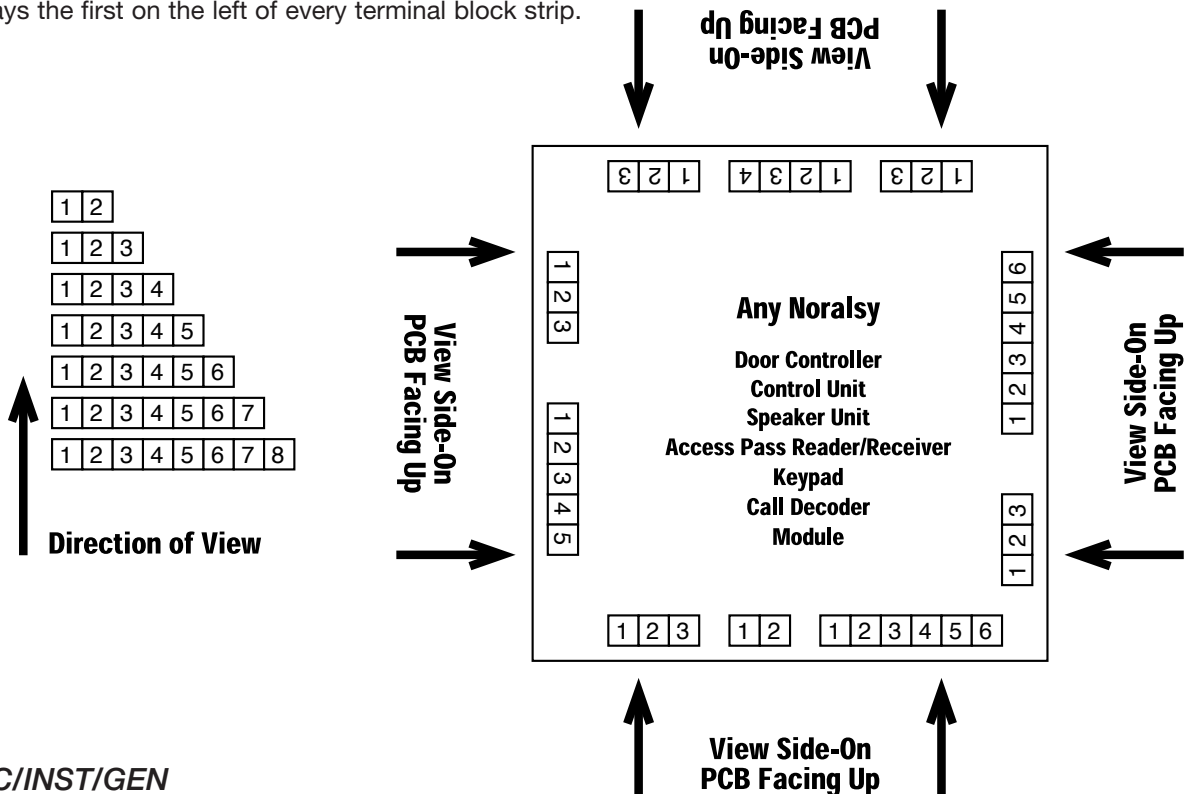 ays the first on the left of every terminal block strip.
View Side-On
PCB Facing Up
3 2 1
4 3 2 1
3 2 1
1 2
1 2 3
1 2 3 4
1 2 3 4 5
1 2 3 4 5 6
1 2 3 4 5 6 7
1 2 3 4 5 6 7 8
Direction of View
View Side-On
PCB Facing Up
1 2 3
1 2 3 4 5
Any Noralsy
Door Controller
Control Unit
Speaker Unit
Access Pass Reader/Receiver
Keypad
Call Decoder
Module
6 5 4 3 2 1
3 2 1
View Side-On
PCB Facing Up
1 2 3
1 2
1 2 3 4 5 6
View Side-On
PCB Facing Up
C/INST/GEN